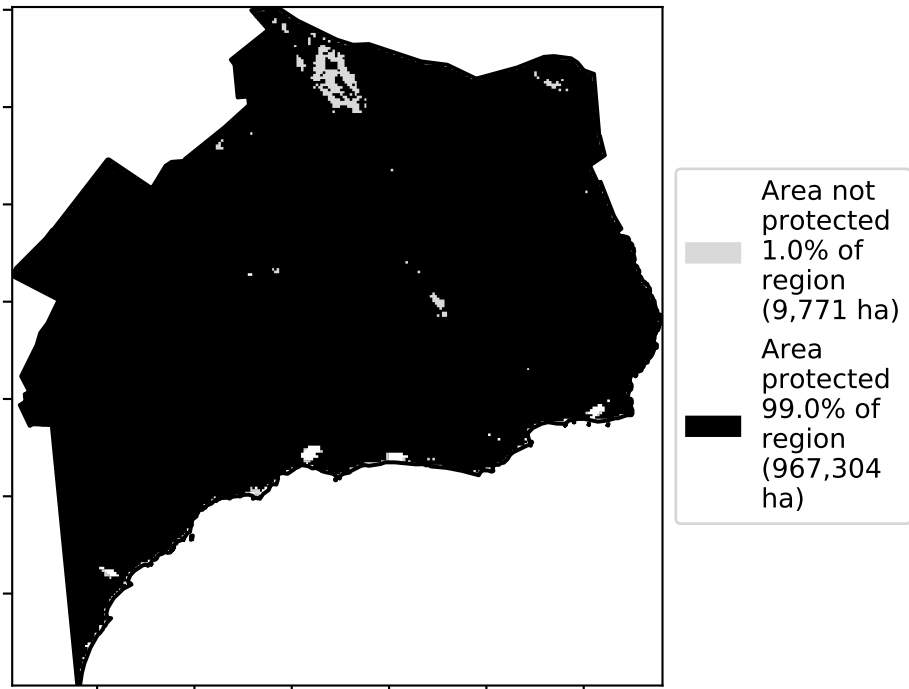 Area not
protected
1.0% of
region
(9,771 ha)
Area
protected
99.0% of
region
(967,304
ha)